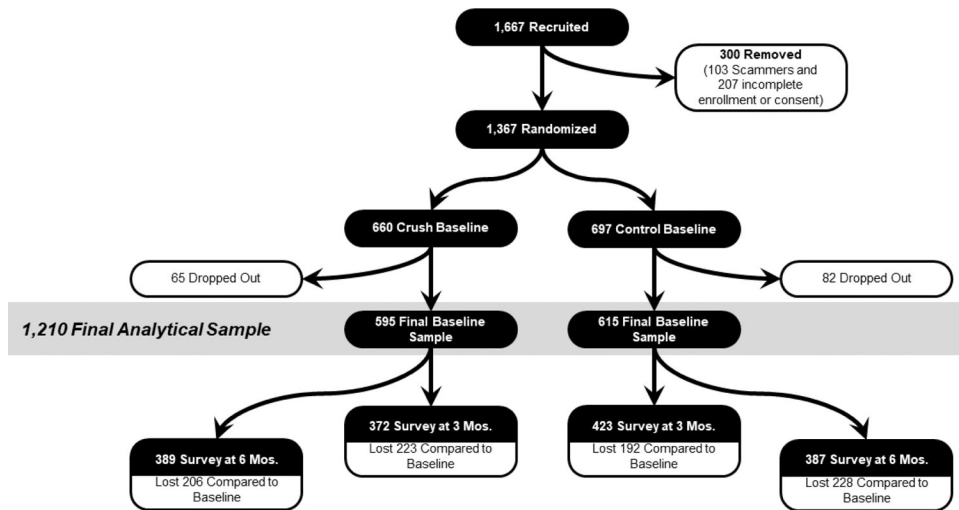 1,667 Recruited
300 Removed
(103 Scammers and
207 incomplete
enrollment or consent)
1,367 Randomized
660 Crush Baseline
697 Control Baseline
65 Dropped Out
82 Dropped Out
1,210 Final Analytical Sample
595 Final Baseline
Sample
615 Final Baseline
Sample
389 Survey at 6 Mos.
Lost 206 Compared to
Baseline
372 Survey at 3 Mos.
Lost 223 Compared to
Baseline
423 Survey at 3 Mos.
Lost 192 Compared to
Baseline
387 Survey at 6 Mos.
Lost 228 Compared to
Baseline